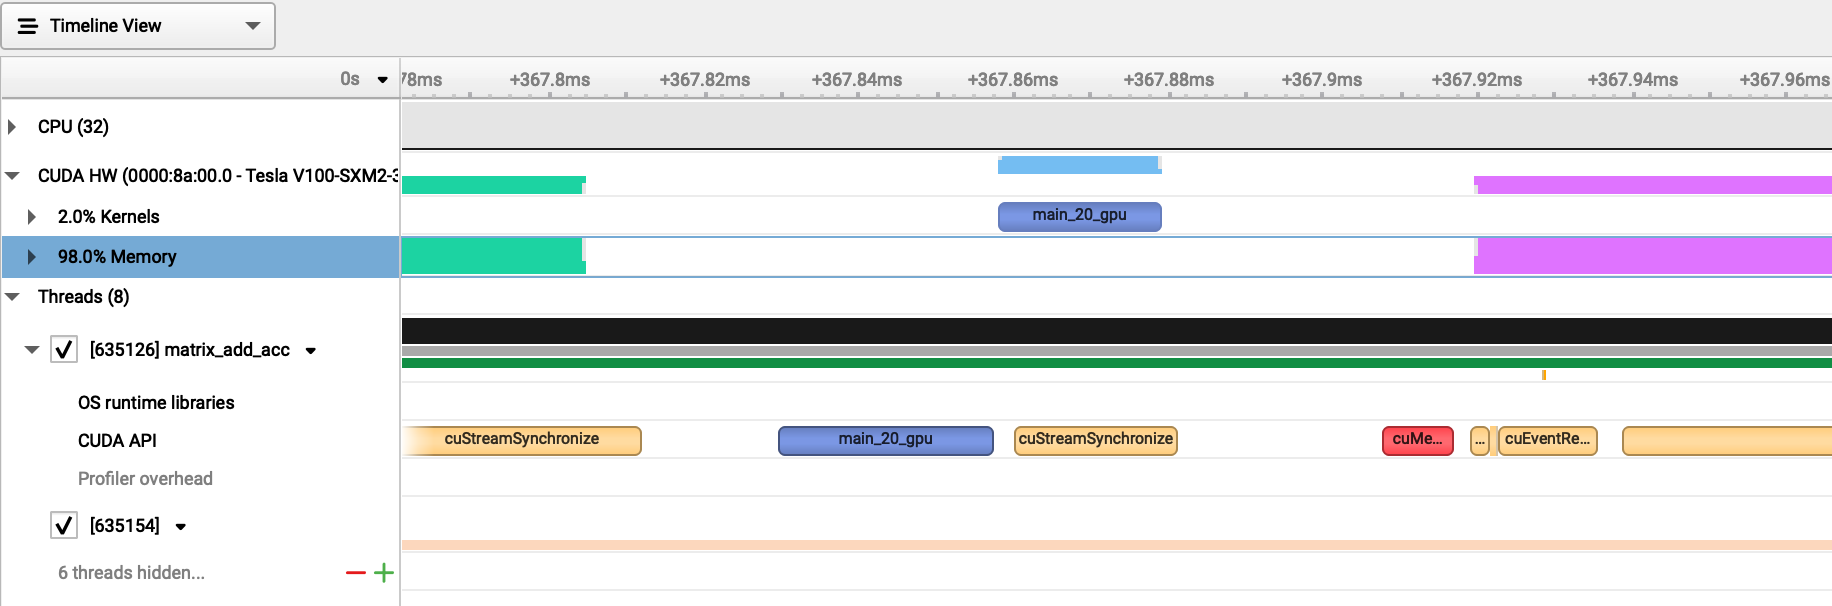 Timeline View
0s 78ms +367.8ms +367.82ms +367.84ms +367.86ms +367.88ms +367.9ms +367.92ms +367.94ms +367.96ms
CPU (32)
CUDA HW (0000:8a:00.0 - Tesla V100-SXM2-3
2.0% Kernels main_20_gpu
98.0% Memory
Threads (8)
[635126] matrix_add_acc
OS runtime libraries
CUDA API cuStreamSynchronize main_20_gpu cuStreamSynchronize cuMe... ... cuEventRe...
Profiler overhead
[635154]
6 threads hidden...